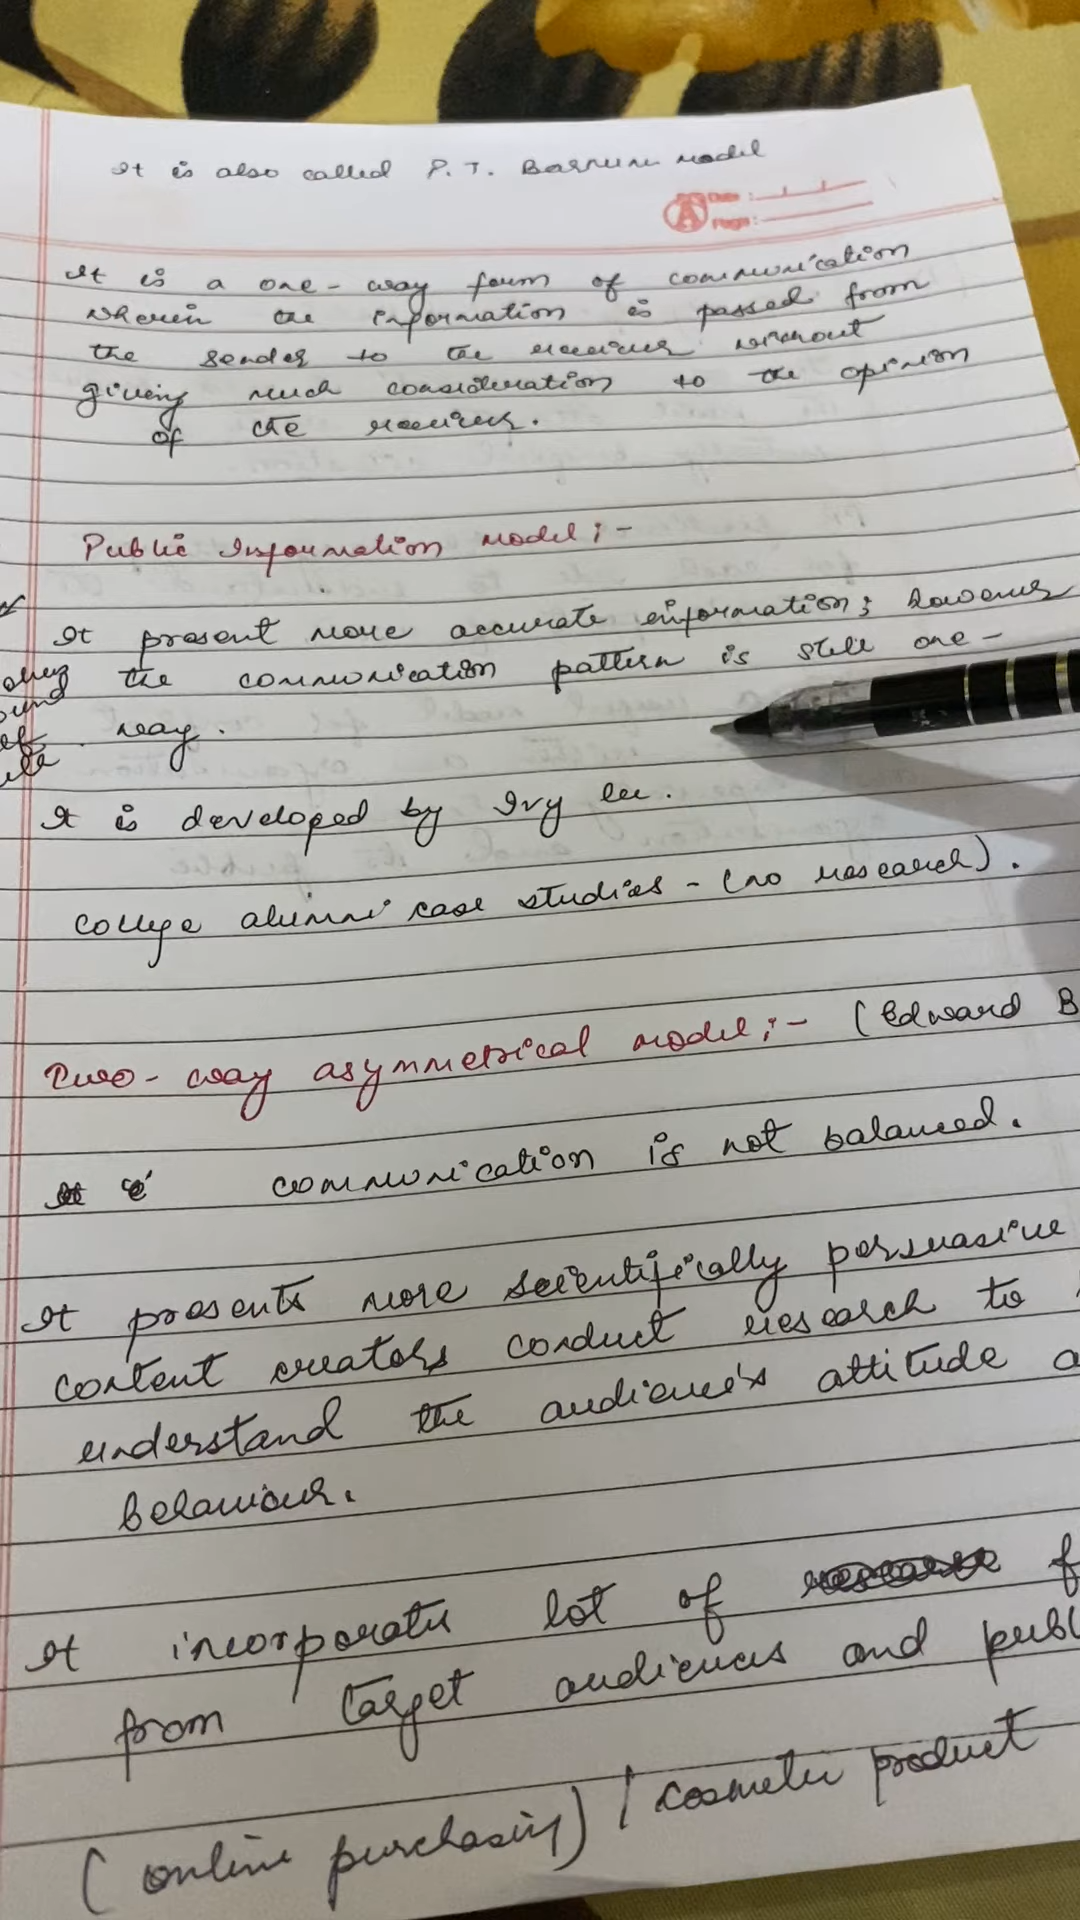 It is also called P. T. Barnum model
Date :
Page :
It is a one-way form of communication
wherein the information is passed from
the sender to the receiver without
giving much consideration to the opinion
of the receiver.
Public Information model ; -
It present more accurate information ; however
the communication pattern is still one -
way.
It is developed by Ivy lee.
college alumni case studies - (no research).
Two-way asymmetrical model ; - (Edward B
communication is not balanced.
It presents more scientifically persuasive
content creators conduct research to
understand the audience's attitude a
behaviour.
It incorporate lot of f
from target audiences and publ
(online purchasing) / cosmetic product